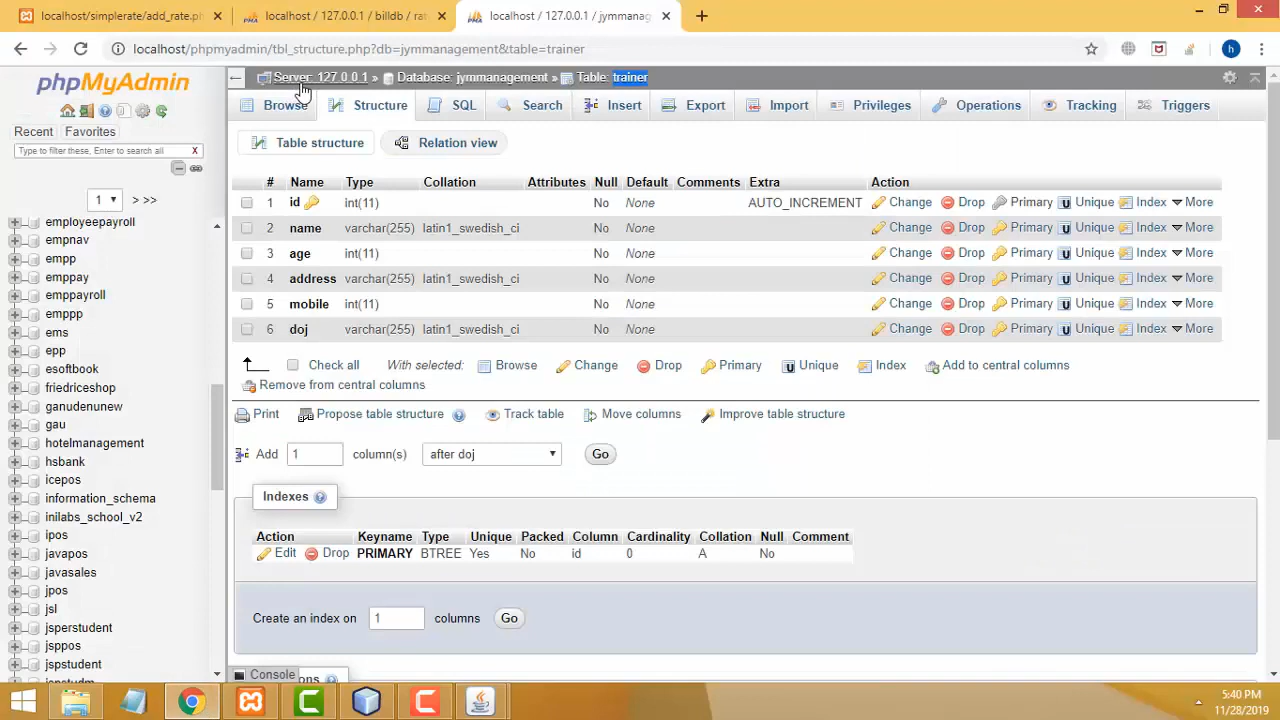 localhost/simplerate/add_rate.ph
localhost / 127.0.0.1 / billdb / rat
localhost / 127.0.0.1 / jymmanag
localhost/phpmyadmin/tbl_structure.php?db=jymmanagement&table=trainer
h
phpMyAdmin
Recent Favorites
Type to filter these, Enter to search all X
1 > >>
employeepayroll
empnav
empp
emppay
emppayroll
emppp
ems
epp
esoftbook
friedriceshop
ganudenunew
gau
hotelmanagement
hsbank
icepos
information_schema
inilabs_school_v2
ipos
javapos
javasales
jpos
jsl
jsperstudent
jsppos
jspstudent
Server: 127.0.0.1 » Database: jymmanagement » Table: trainer
Browse Structure SQL Search Insert Export Import Privileges Operations Tracking Triggers
Table structure Relation view
# Name Type Collation Attributes Null Default Comments Extra Action
1 id int(11) No None AUTO_INCREMENT Change Drop Primary Unique Index More
2 name varchar(255) latin1_swedish_ci No None Change Drop Primary Unique Index More
3 age int(11) No None Change Drop Primary Unique Index More
4 address varchar(255) latin1_swedish_ci No None Change Drop Primary Unique Index More
5 mobile int(11) No None Change Drop Primary Unique Index More
6 doj varchar(255) latin1_swedish_ci No None Change Drop Primary Unique Index More
Check all With selected: Browse Change Drop Primary Unique Index Add to central columns
Remove from central columns
Print Propose table structure Track table Move columns Improve table structure
Add 1 column(s) after doj Go
Indexes
Action Keyname Type Unique Packed Column Cardinality Collation Null Comment
Edit Drop PRIMARY BTREE Yes No id 0 A No
Create an index on 1 columns Go
Console
5:40 PM
11/28/2019